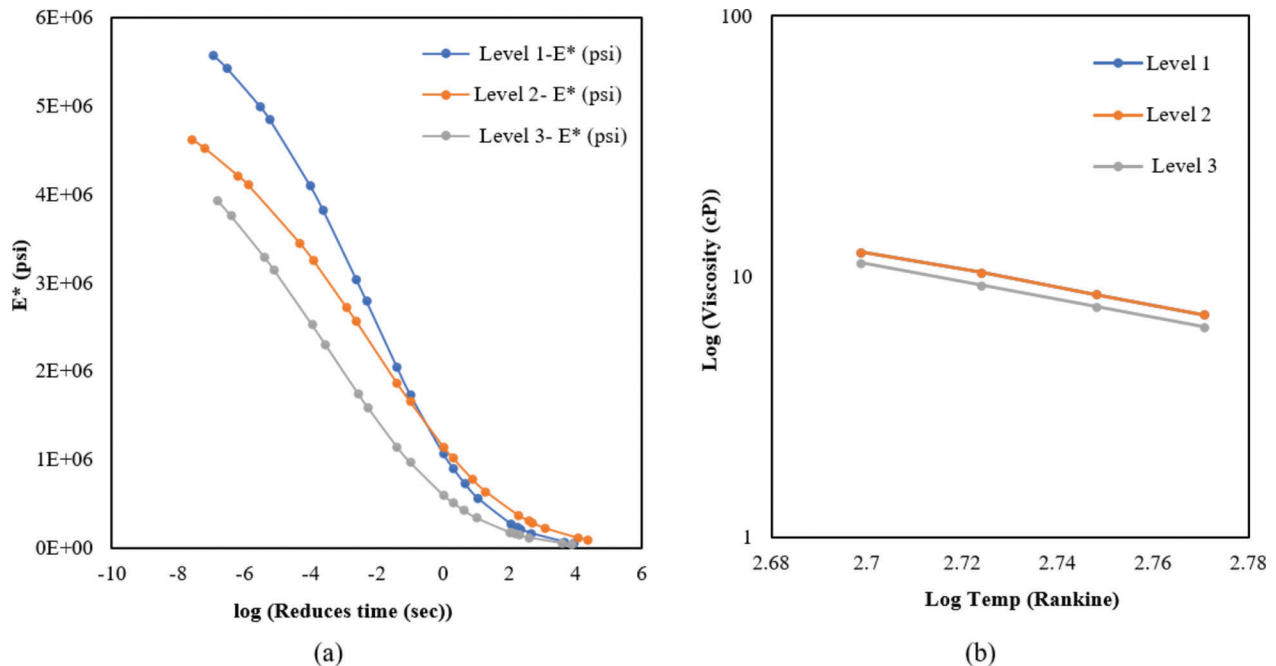 6E+06
5E+06
4E+06
3E+06
2E+06
1E+06
0E+00
E* (psi)
-10 -8 -6 -4 -2 0 2 4 6
log (Reduces time (sec))
Level 1-E* (psi)
Level 2- E* (psi)
Level 3- E* (psi)
(a)
100
10
1
Log (Viscosity (cP)
2.68 2.7 2.72 2.74 2.76 2.78
Log Temp (Rankine)
Level 1
Level 2
Level 3
(b)